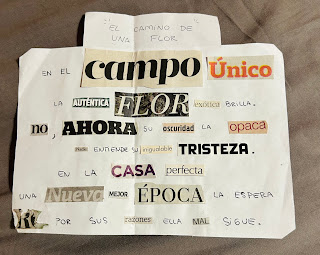 "EL CAMINO DE
UNA FLOR"
EN EL campo Único
LA AUTÉNTICA FLOR exótica BRILLA.
no, AHORA SU oscuridad LA opaca
ENTIENDE SU inigualable TRISTEZA.
EN LA CASA perfecta
UNA Nueva MEJOR ÉPOCA LA ESPERA
POR SUS razones ELLA MAL SIGUE.